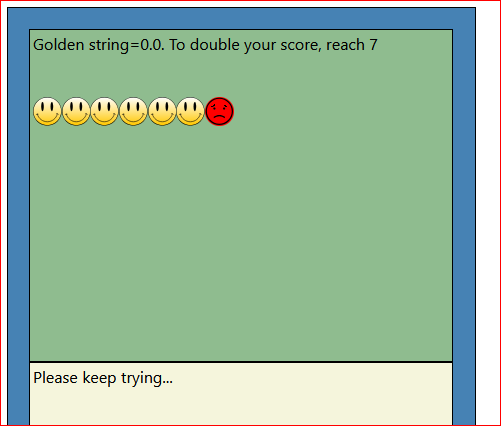 Golden string=0.0. To double your score, reach 7
Please keep trying...